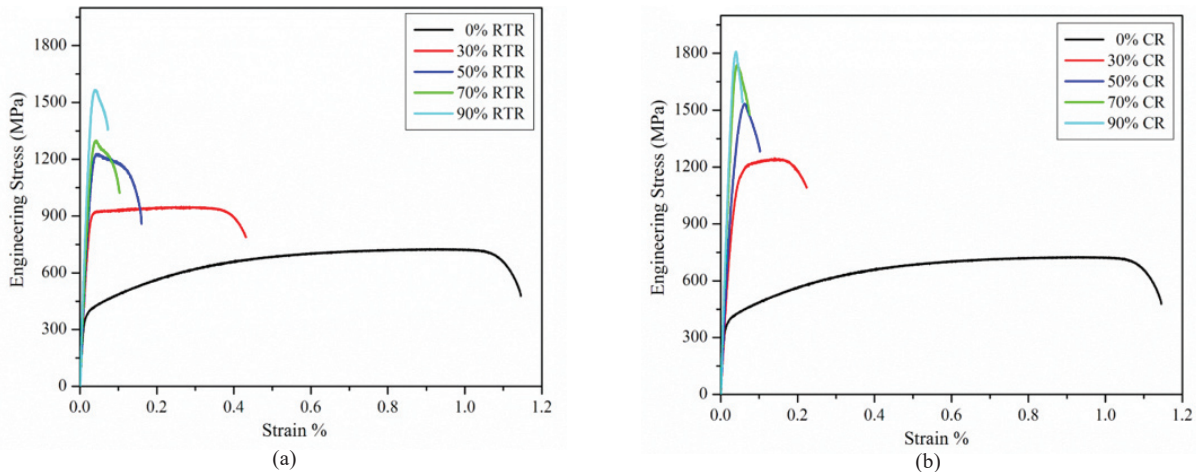 1800
1500
1200
900
600
300
0
Engineering Stress (MPa)
0% RTR
30% RTR
50% RTR
70% RTR
90% RTR
0.0 0.2 0.4 0.6 0.8 1.0 1.2
Strain %
(a)
1800
1500
1200
900
600
300
0
Engineering Stress (MPa)
0% CR
30% CR
50% CR
70% CR
90% CR
0.0 0.2 0.4 0.6 0.8 1.0 1.2
Strain %
(b)